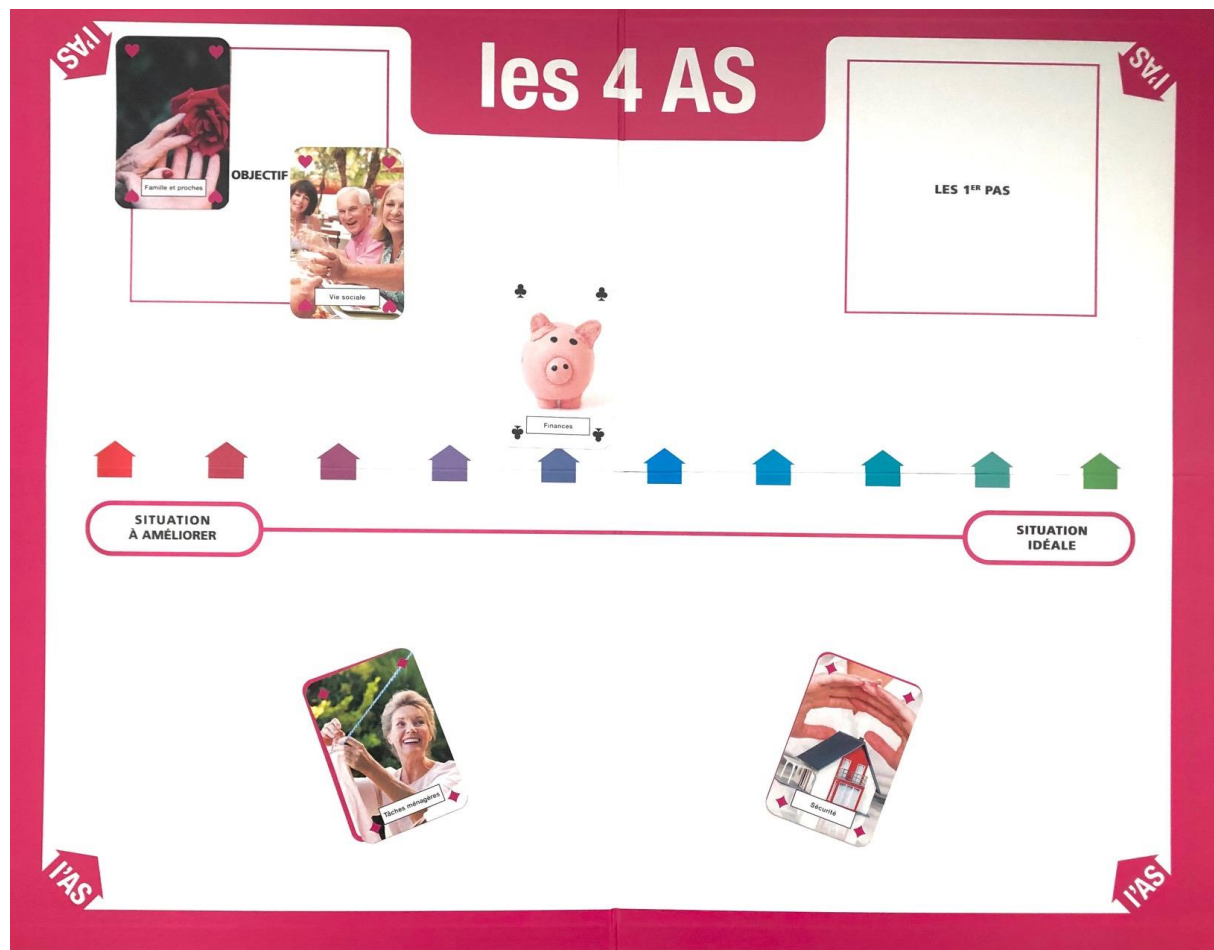 l'AS
les 4 AS
l'AS
OBJECTIF
Famille et proches
Vie sociale
LES 1ER PAS
Finances
SITUATION
À AMÉLIORER
SITUATION
IDÉALE
Tâches ménagères
Sécurité
l'AS
l'AS